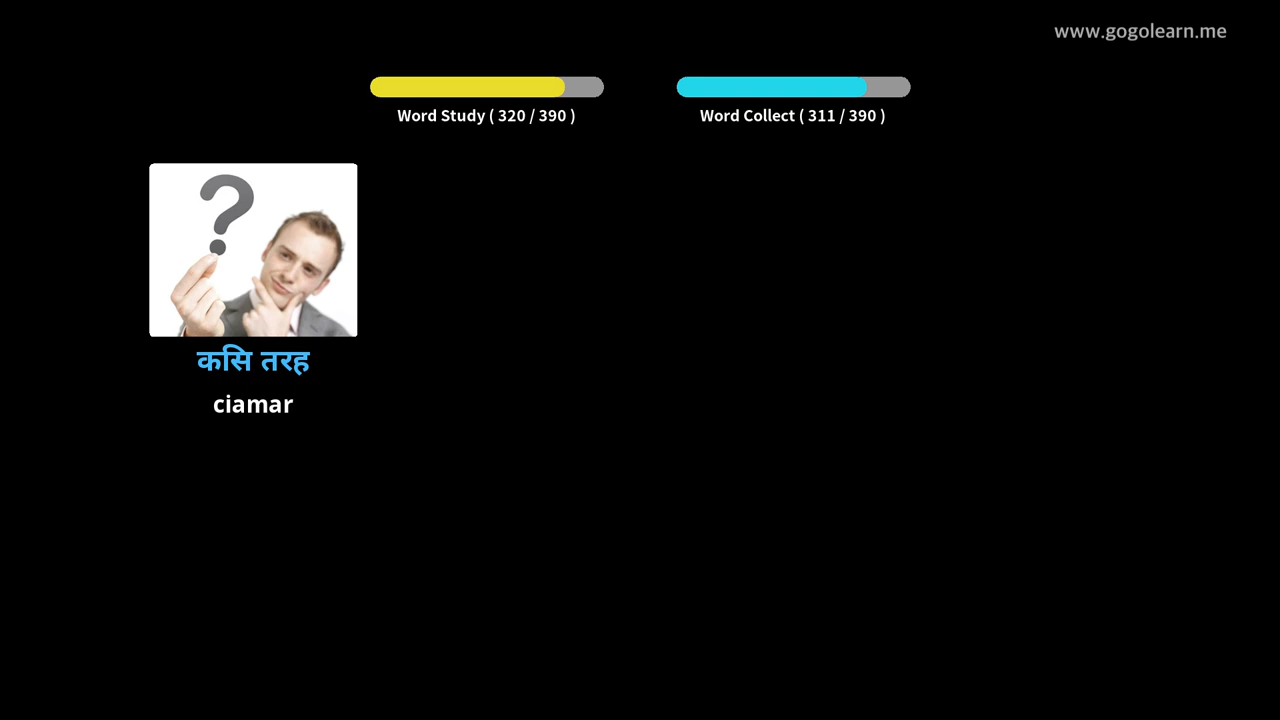 www.gogolearn.me
Word Study ( 320 / 390 )
Word Collect ( 311 / 390 )
कसि तरह
ciamar